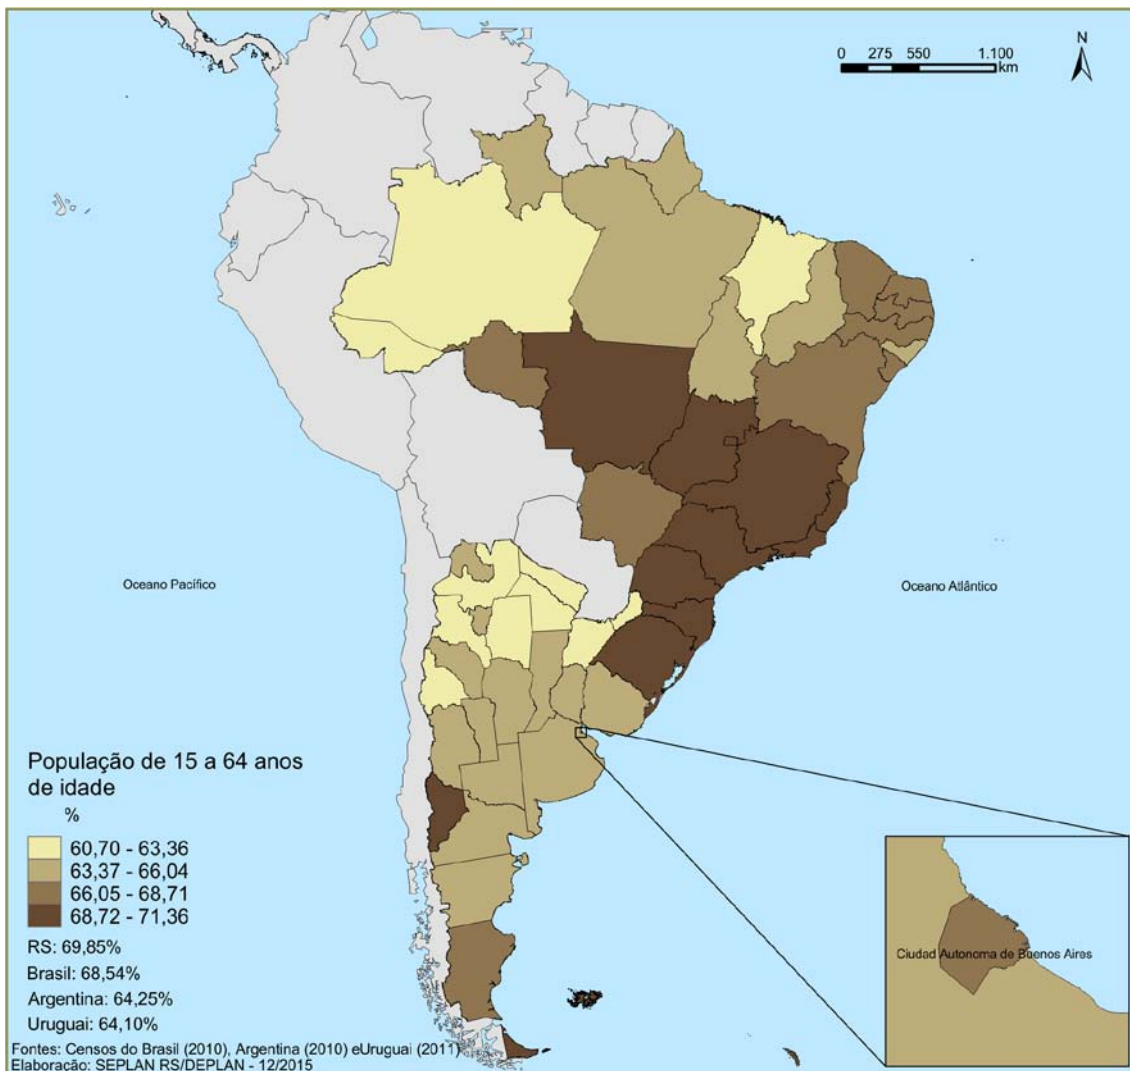 N
0 275 550 1.100
km
Oceano Pacífico
Oceano Atlântico
População de 15 a 64 anos
de idade
%
60,70 - 63,36
63,37 - 66,04
66,05 - 68,71
68,72 - 71,36
RS: 69,85%
Brasil: 68,54%
Argentina: 64,25%
Uruguai: 64,10%
Fontes: Censos do Brasil (2010), Argentina (2010) eUruguai (2011)
Elaboração: SEPLAN RS/DEPLAN - 12/2015
Ciudad Autonoma de Buenos Aires